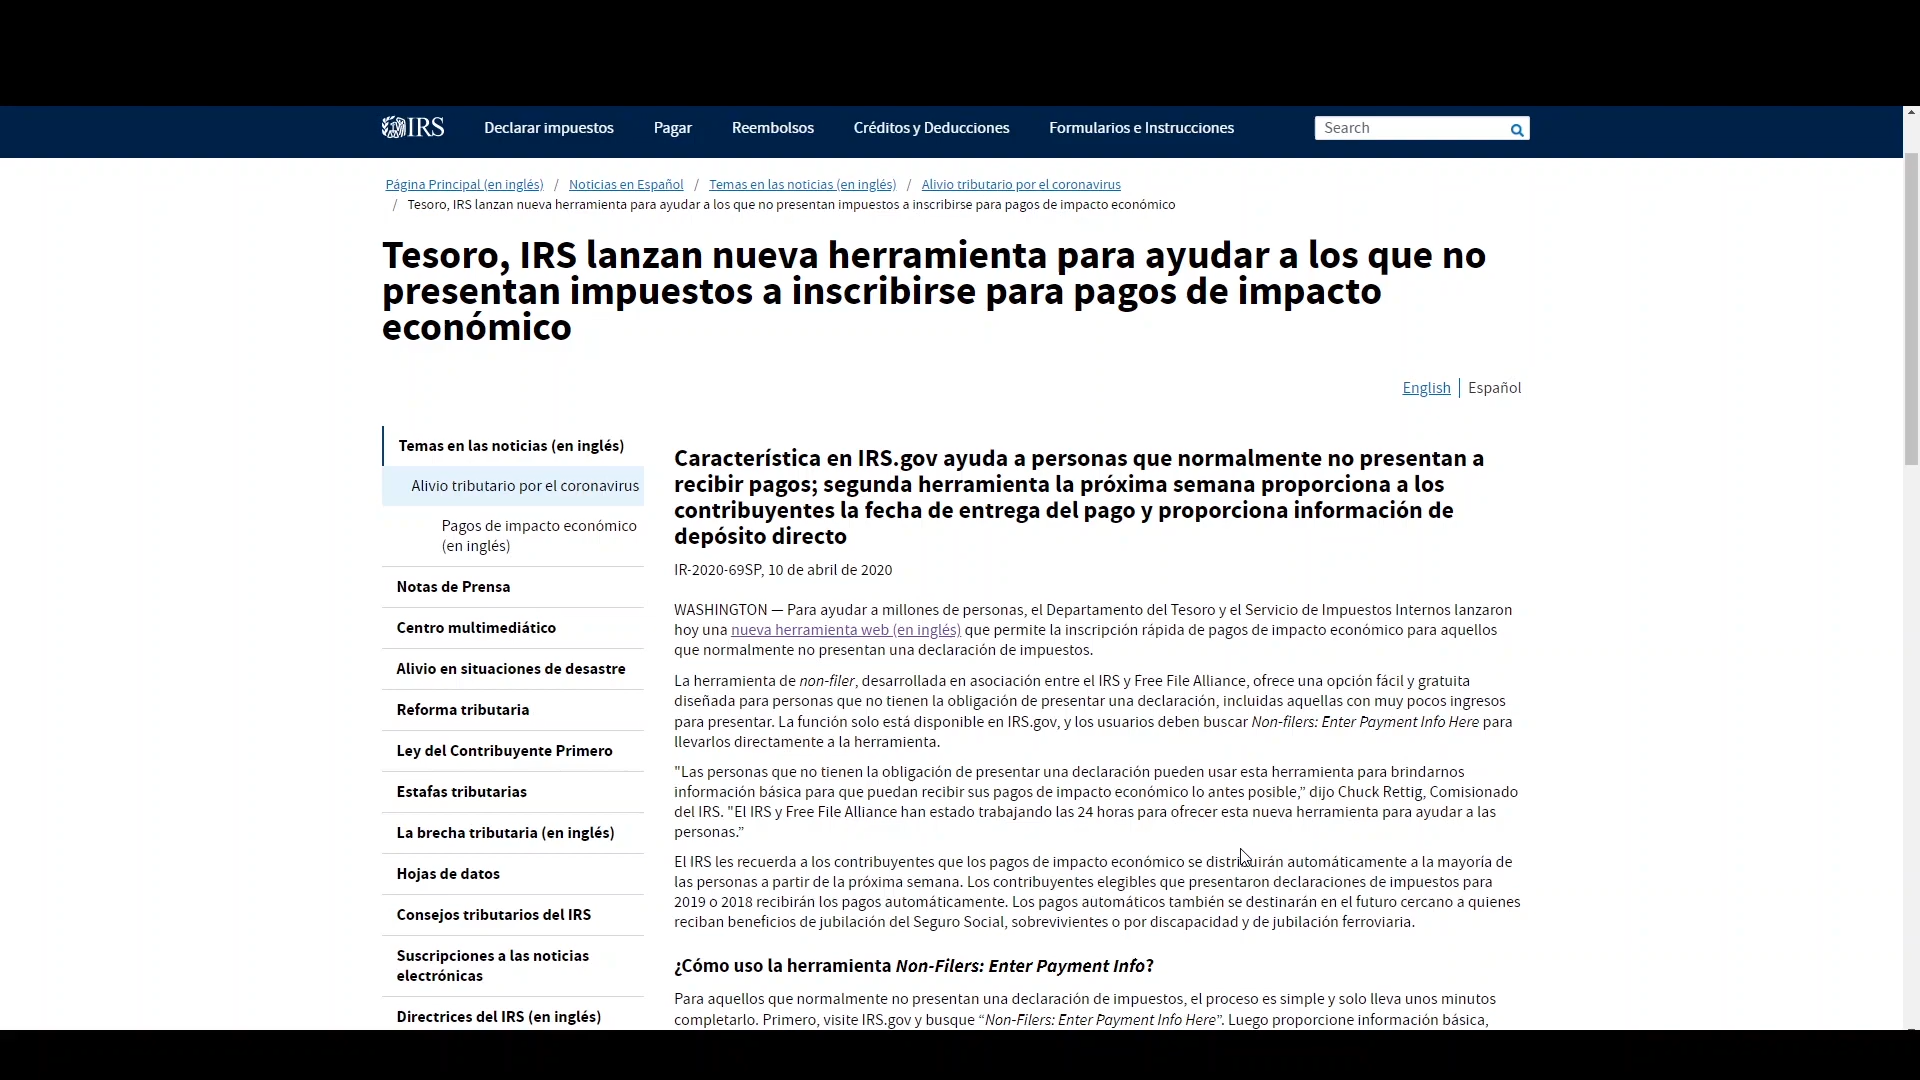 IRS
Declarar impuestos
Pagar
Reembolsos
Créditos y Deducciones
Formularios e Instrucciones
Search
Página Principal (en inglés) / Noticias en Español / Temas en las noticias (en inglés) / Alivio tributario por el coronavirus
/ Tesoro, IRS lanzan nueva herramienta para ayudar a los que no presentan impuestos a inscribirse para pagos de impacto económico
Tesoro, IRS lanzan nueva herramienta para ayudar a los que no
presentan impuestos a inscribirse para pagos de impacto
económico
English | Español
Temas en las noticias (en inglés)
Alivio tributario por el coronavirus
Pagos de impacto económico
(en inglés)
Notas de Prensa
Centro multimediático
Alivio en situaciones de desastre
Reforma tributaria
Ley del Contribuyente Primero
Estafas tributarias
La brecha tributaria (en inglés)
Hojas de datos
Consejos tributarios del IRS
Suscripciones a las noticias
electrónicas
Directrices del IRS (en inglés)
Característica en IRS.gov ayuda a personas que normalmente no presentan a
recibir pagos; segunda herramienta la próxima semana proporciona a los
contribuyentes la fecha de entrega del pago y proporciona información de
depósito directo
IR-2020-69SP, 10 de abril de 2020
WASHINGTON — Para ayudar a millones de personas, el Departamento del Tesoro y el Servicio de Impuestos Internos lanzaron
hoy una nueva herramienta web (en inglés) que permite la inscripción rápida de pagos de impacto económico para aquellos
que normalmente no presentan una declaración de impuestos.
La herramienta de non-filer, desarrollada en asociación entre el IRS y Free File Alliance, ofrece una opción fácil y gratuita
diseñada para personas que no tienen la obligación de presentar una declaración, incluidas aquellas con muy pocos ingresos
para presentar. La función solo está disponible en IRS.gov, y los usuarios deben buscar Non-filers: Enter Payment Info Here para
llevarlos directamente a la herramienta.
"Las personas que no tienen la obligación de presentar una declaración pueden usar esta herramienta para brindarnos
información básica para que puedan recibir sus pagos de impacto económico lo antes posible,” dijo Chuck Rettig, Comisionado
del IRS. "El IRS y Free File Alliance han estado trabajando las 24 horas para ofrecer esta nueva herramienta para ayudar a las
personas.”
El IRS les recuerda a los contribuyentes que los pagos de impacto económico se distribuirán automáticamente a la mayoría de
las personas a partir de la próxima semana. Los contribuyentes elegibles que presentaron declaraciones de impuestos para
2019 o 2018 recibirán los pagos automáticamente. Los pagos automáticos también se destinarán en el futuro cercano a quienes
reciban beneficios de jubilación del Seguro Social, sobrevivientes o por discapacidad y de jubilación ferroviaria.
¿Cómo uso la herramienta Non-Filers: Enter Payment Info?
Para aquellos que normalmente no presentan una declaración de impuestos, el proceso es simple y solo lleva unos minutos
completarlo. Primero, visite IRS.gov y busque “Non-Filers: Enter Payment Info Here”. Luego proporcione información básica,